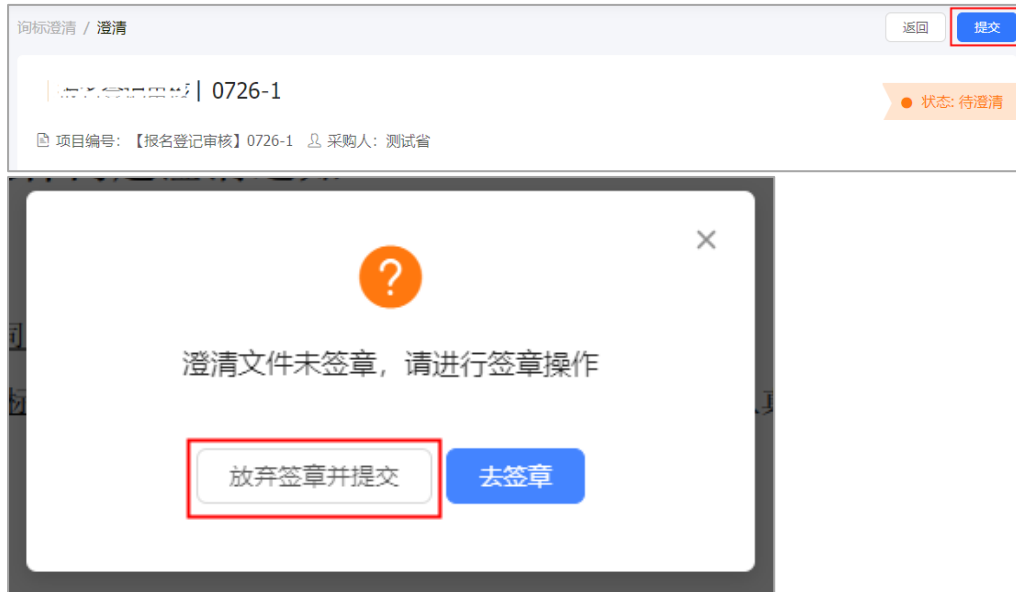 询标澄清 / 澄清
返回
提交
| 0726-1
状态: 待澄清
项目编号：【报名登记审核】0726-1 采购人：测试省
澄清文件未签章，请进行签章操作
放弃签章并提交
去签章